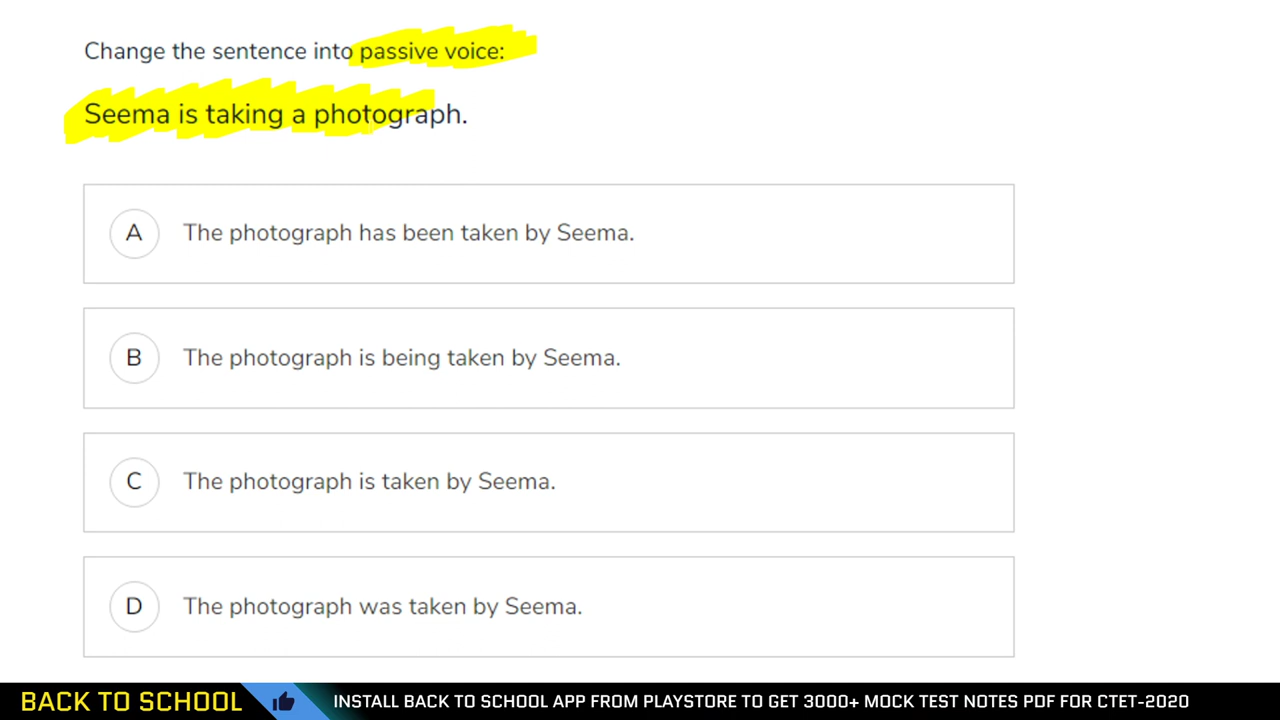 Change the sentence into passive voice:
Seema is taking a photograph.
A The photograph has been taken by Seema.
B The photograph is being taken by Seema.
C The photograph is taken by Seema.
D The photograph was taken by Seema.
BACK TO SCHOOL INSTALL BACK TO SCHOOL APP FROM PLAYSTORE TO GET 3000+ MOCK TEST NOTES PDF FOR CTET-2020